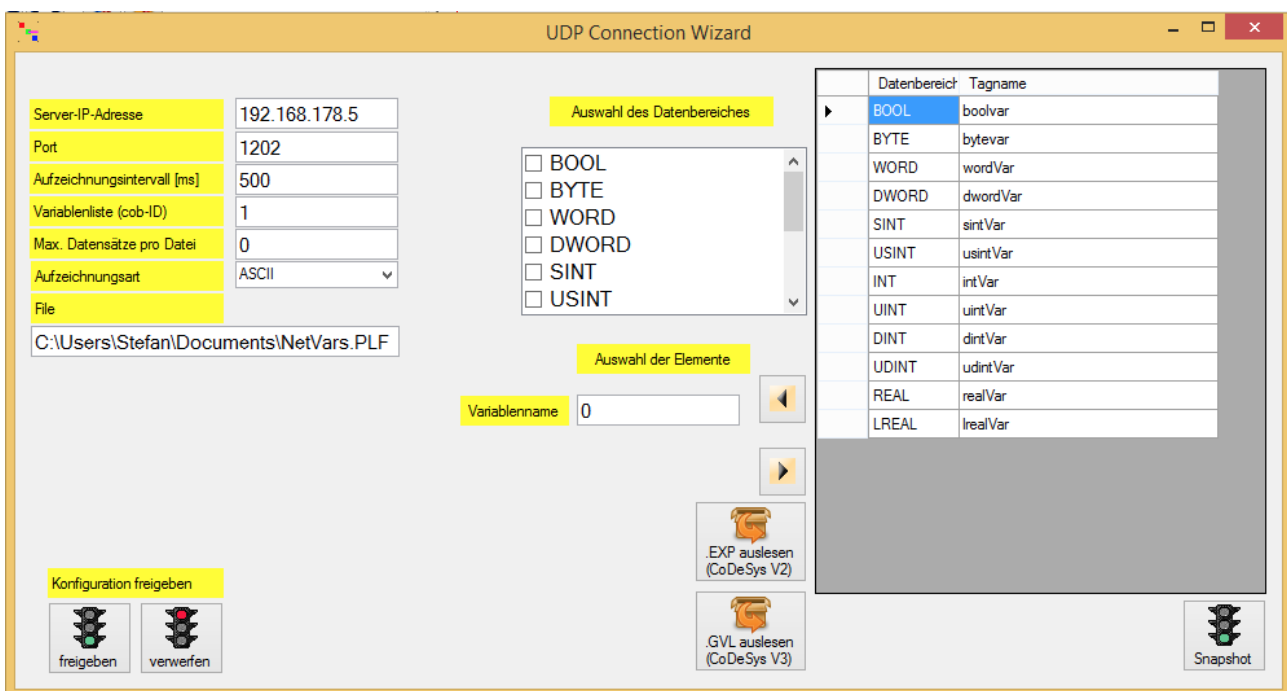 UDP Connection Wizard
Server-IP-Adresse 192.168.178.5
Port 1202
Aufzeichnungsintervall [ms] 500
Variablenliste (cob-ID) 1
Max. Datensätze pro Datei 0
Aufzeichnungsart ASCII
File
C:\Users\Stefan\Documents\NetVars.PLF
Konfiguration freigeben
freigeben verwerfen
Auswahl des Datenbereiches
BOOL
BYTE
WORD
DWORD
SINT
USINT
Auswahl der Elemente
Variablenname 0
.EXP auslesen
(CoDeSys V2)
.GVL auslesen
(CoDeSys V3)
Datenbereich Tagname
BOOL boolvar
BYTE bytevar
WORD wordVar
DWORD dwordVar
SINT sintVar
USINT usintVar
INT intVar
UINT uintVar
DINT dintVar
UDINT udintVar
REAL realVar
LREAL lrealVar
Snapshot